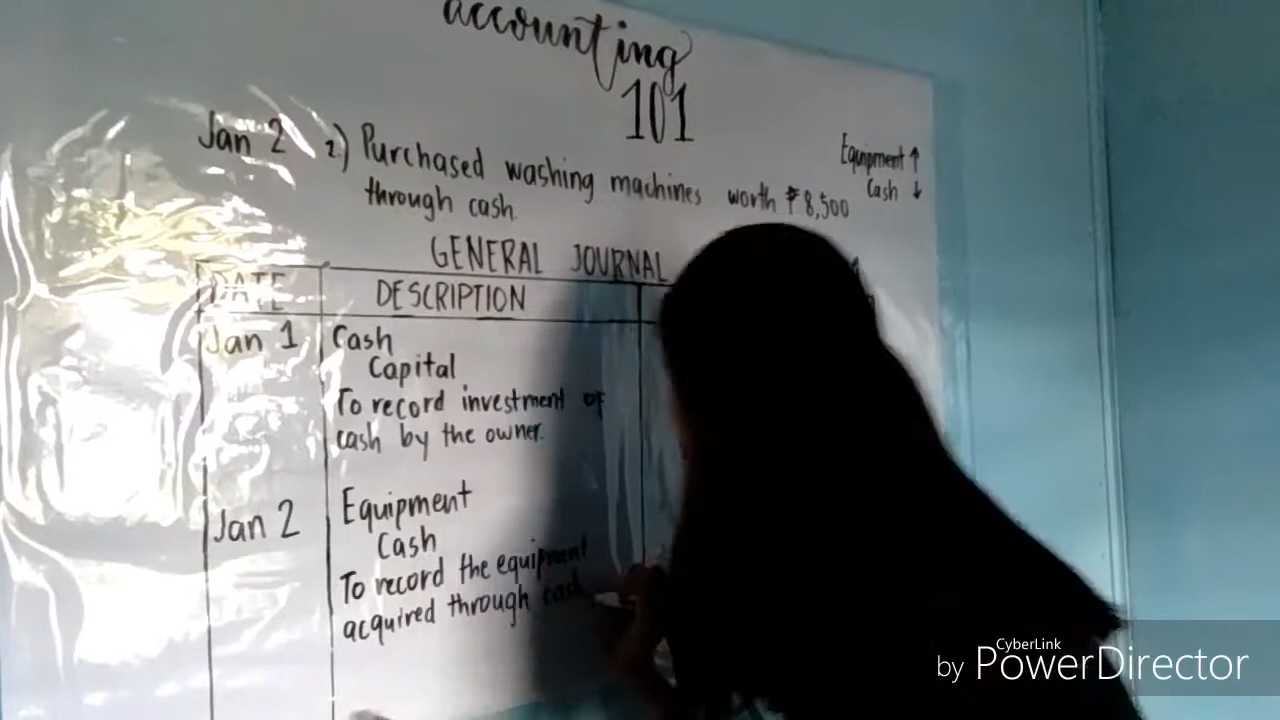 accounting
101
Jan 2 2) Purchased washing machines worth ₱8,500
through cash.
Equipment ↑
Cash ↓
GENERAL JOURNAL
DATE DESCRIPTION
Jan 1 Cash
Capital
To record investment of
cash by the owner.
Jan 2 Equipment
Cash
To record the equipment
acquired through cash.
by CyberLink PowerDirector